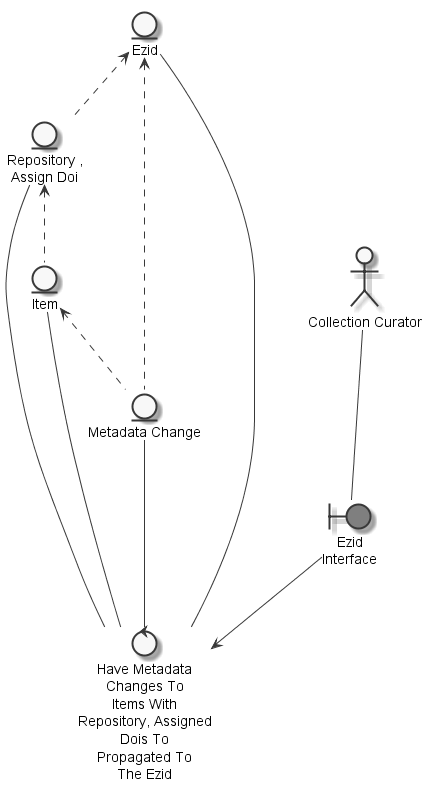 Ezid
Repository ,
Assign Doi
Item
Collection Curator
Metadata Change
Ezid
Interface
Have Metadata
Changes To
Items With
Repository, Assigned
Dois To
Propagated To
The Ezid